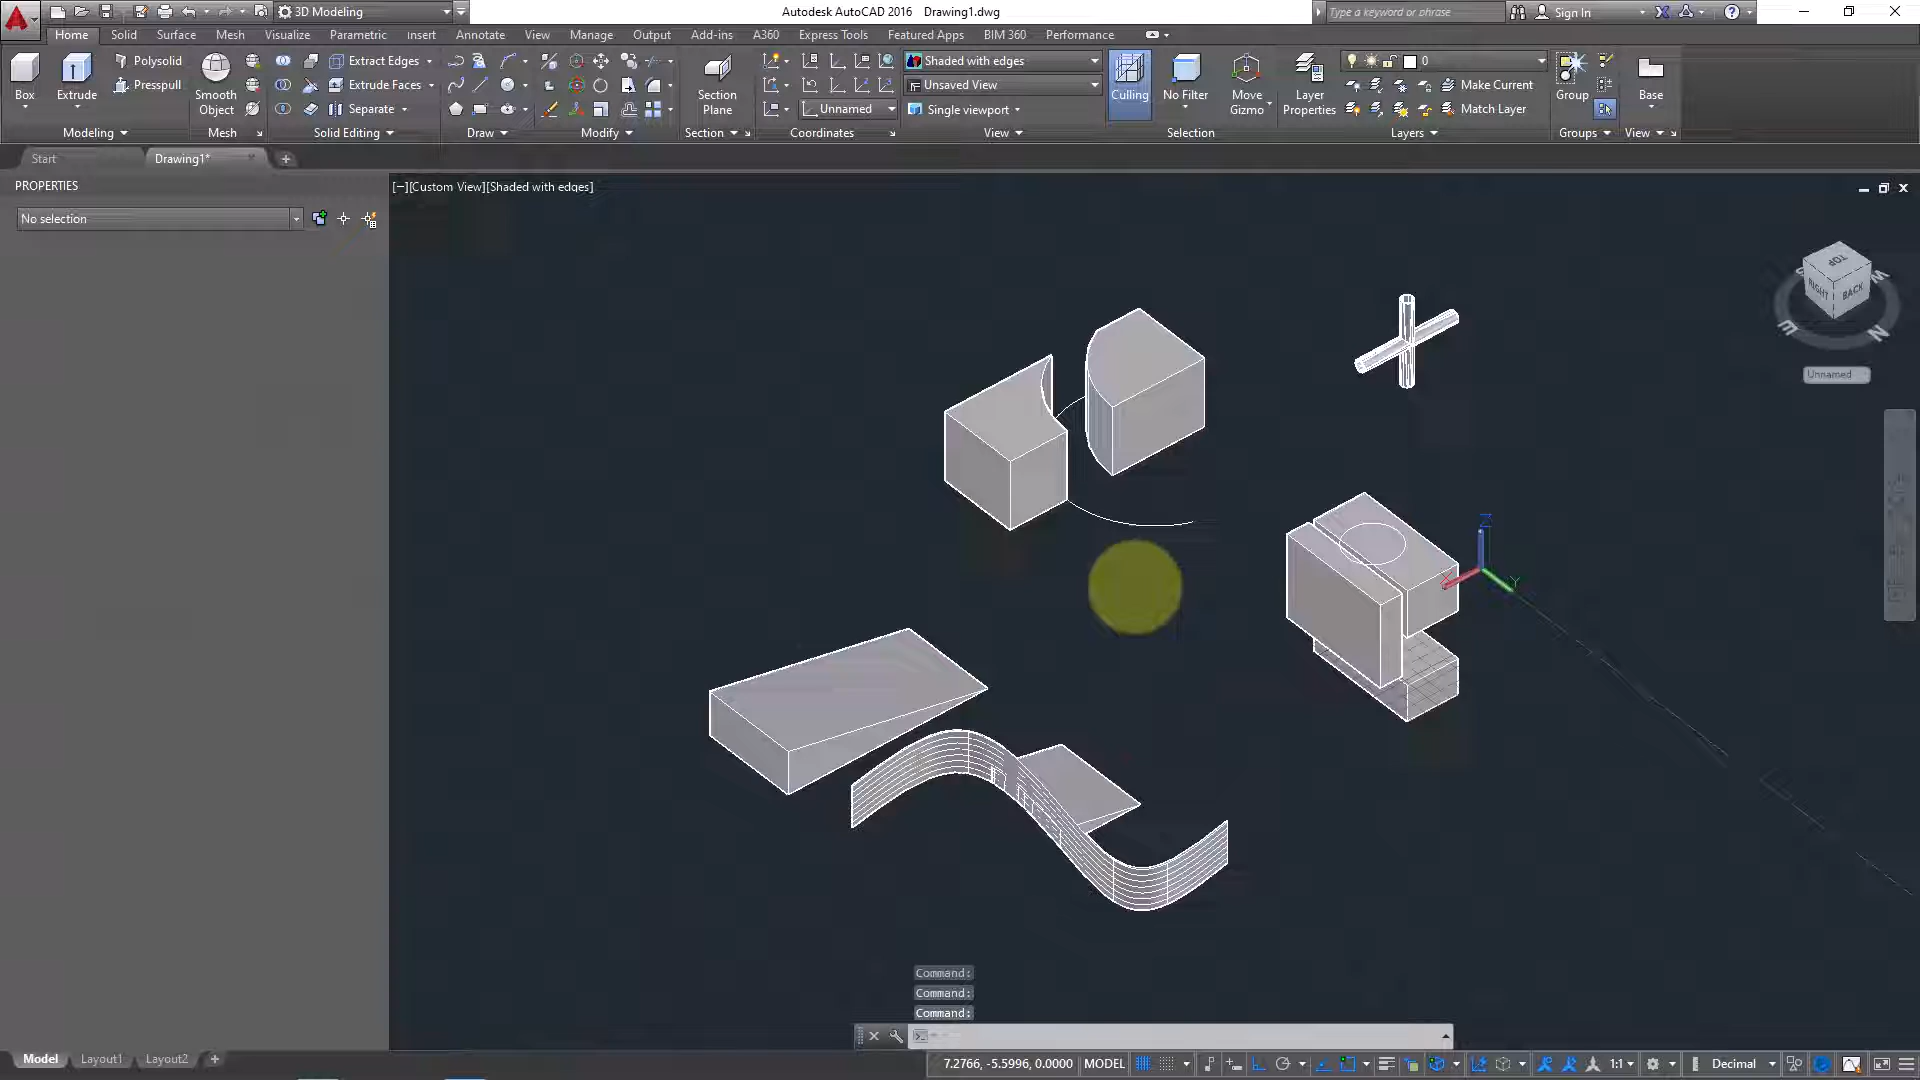 3D Modeling
Autodesk AutoCAD 2016 Drawing1.dwg
Type a keyword or phrase
Sign In
Home Solid Surface Mesh Visualize Parametric Insert Annotate View Manage Output Add-ins A360 Express Tools Featured Apps BIM 360 Performance
Box
Extrude
Polysolid
Presspull
Modeling
Smooth Object
Mesh
Extract Edges
Extrude Faces
Separate
Solid Editing
Draw
Modify
Section Plane
Section
Unnamed
Coordinates
Shaded with edges
Unsaved View
Single viewport
View
Culling
No Filter
Move Gizmo
Selection
Layer Properties
0
Make Current
Match Layer
Layers
Group
Groups
Base
View
Start
Drawing1*
PROPERTIES
No selection
[−][Custom View][Shaded with edges]
TOP
RIGHT
BACK
S
W
E
N
Unnamed
Z
X
Y
Command:
Command:
Command:
Model Layout1 Layout2
7.2766, -5.5996, 0.0000 MODEL
1:1
Decimal